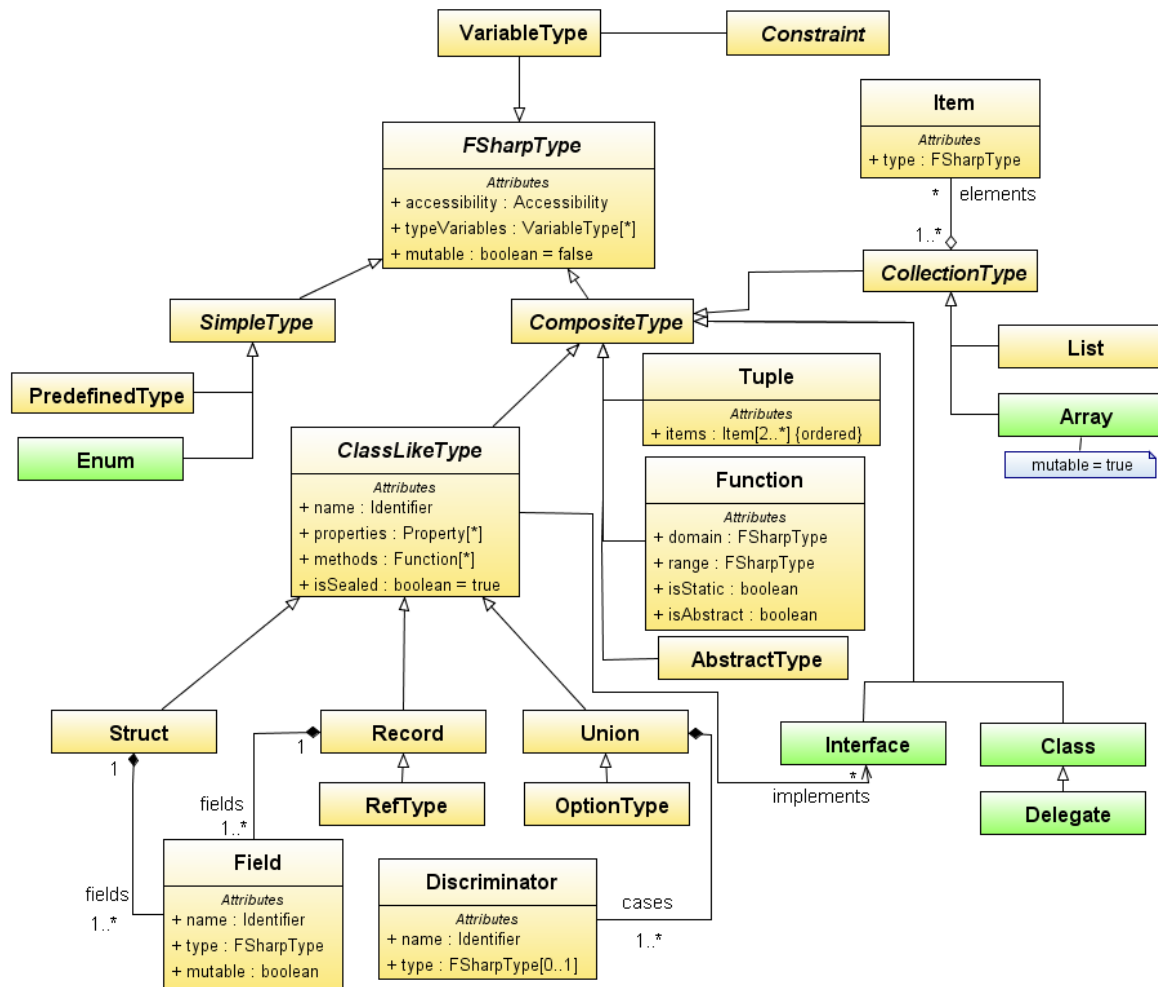 VariableType
Constraint
Item
Attributes
+ type : FSharpType
FSharpType
Attributes
+ accessibility : Accessibility
+ typeVariables : VariableType[*]
+ mutable : boolean = false
* elements
1..*
CollectionType
SimpleType
CompositeType
List
PredefinedType
Enum
Tuple
Attributes
+ items : Item[2..*] {ordered}
Array
mutable = true
ClassLikeType
Attributes
+ name : Identifier
+ properties : Property[*]
+ methods : Function[*]
+ isSealed : boolean = true
Function
Attributes
+ domain : FSharpType
+ range : FSharpType
+ isStatic : boolean
+ isAbstract : boolean
AbstractType
Struct
Record
Union
Interface
Class
1
1
*
implements
RefType
OptionType
Delegate
fields
1..*
Field
Attributes
+ name : Identifier
+ type : FSharpType
+ mutable : boolean
fields
1..*
Discriminator
Attributes
+ name : Identifier
+ type : FSharpType[0..1]
cases
1..*